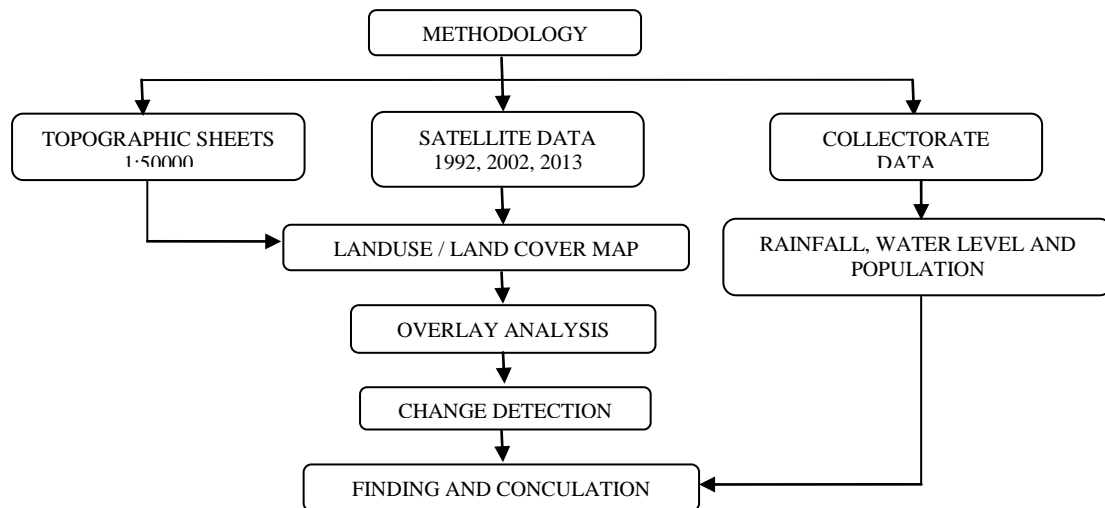 METHODOLOGY
TOPOGRAPHIC SHEETS
1:50000
SATELLITE DATA
1992, 2002, 2013
COLLECTORATE
DATA
LANDUSE / LAND COVER MAP
RAINFALL, WATER LEVEL AND
POPULATION
OVERLAY ANALYSIS
CHANGE DETECTION
FINDING AND CONCULATION